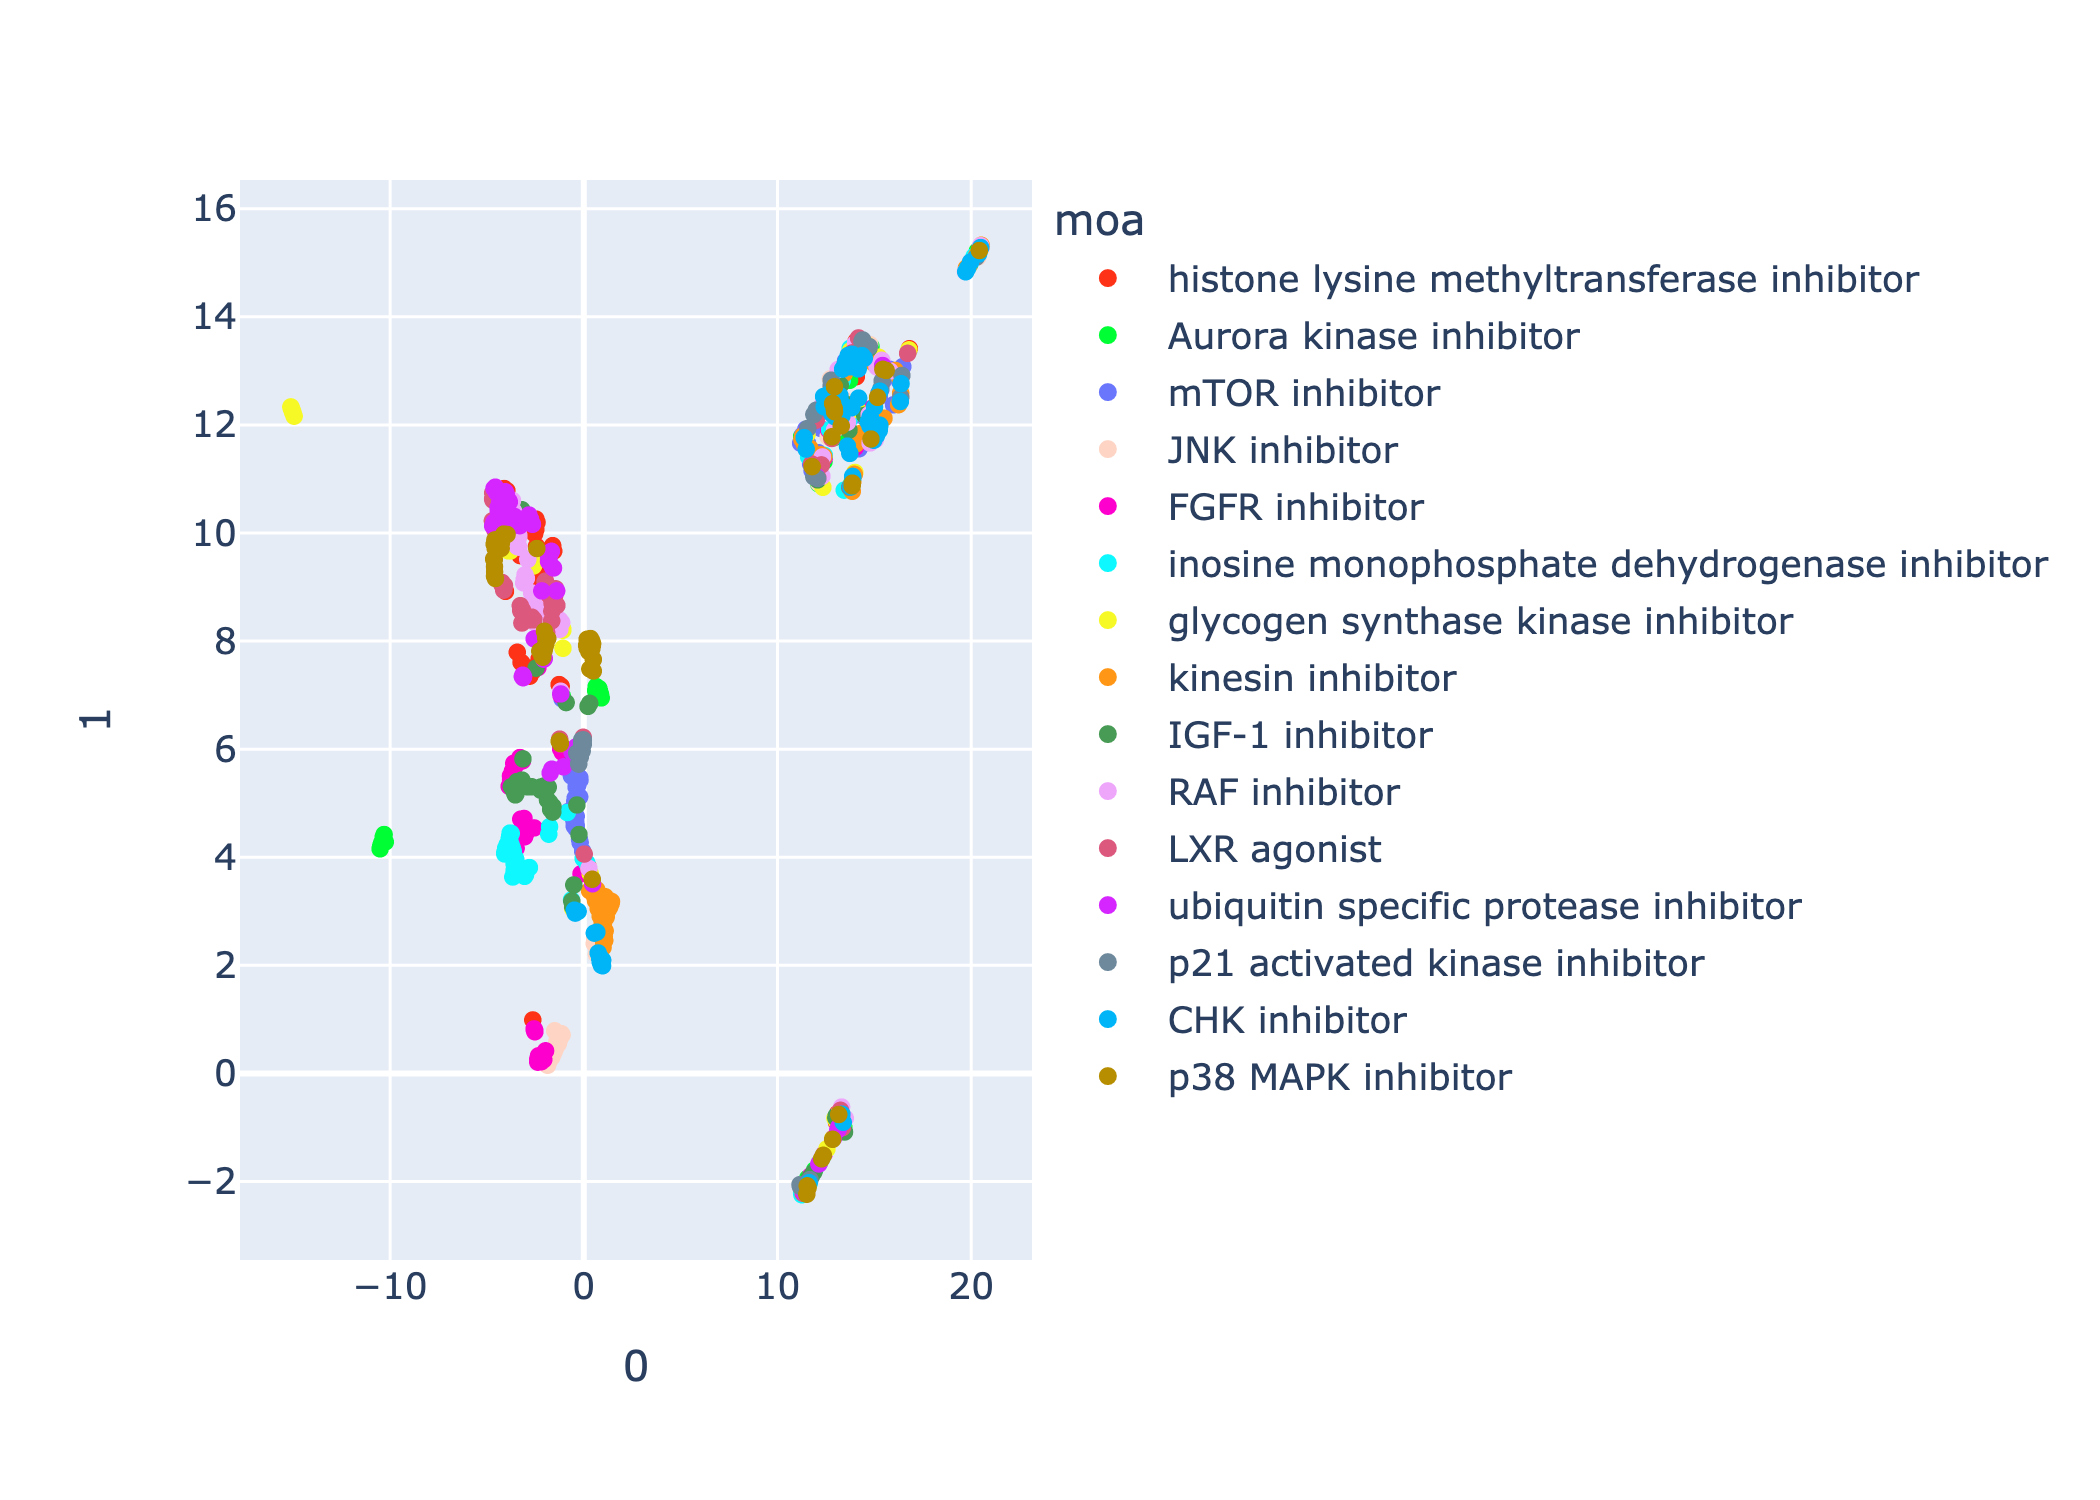 moa
histone lysine methyltransferase inhibitor
Aurora kinase inhibitor
mTOR inhibitor
JNK inhibitor
FGFR inhibitor
inosine monophosphate dehydrogenase inhibitor
glycogen synthase kinase inhibitor
kinesin inhibitor
IGF-1 inhibitor
RAF inhibitor
LXR agonist
ubiquitin specific protease inhibitor
p21 activated kinase inhibitor
CHK inhibitor
p38 MAPK inhibitor
16
14
12
10
8
6
4
2
0
−2
1
−10 0 10 20
0